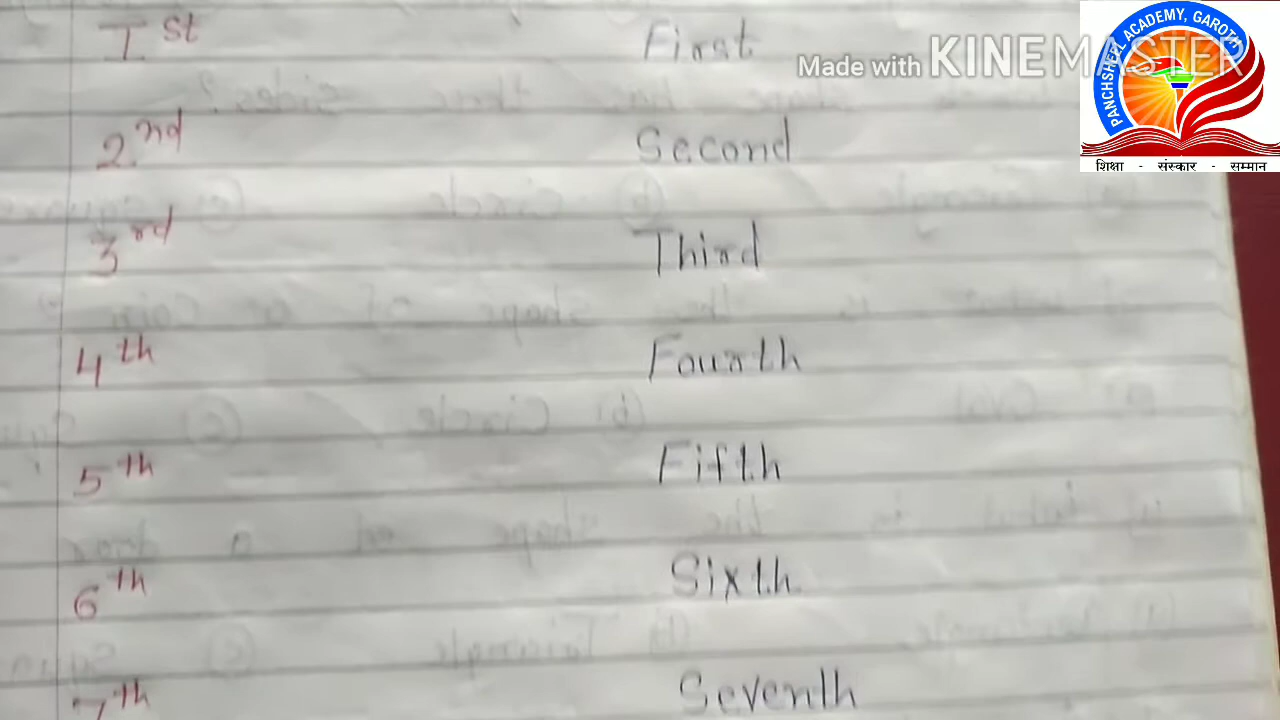 Ist First
Made with KINEMASTER
PANCHSHEEL ACADEMY, GAROTH
2nd Second
शिक्षा - संस्कार - सम्मान
3rd Third
4th Fourth
5th Fifth
6th Sixth
7th Seventh